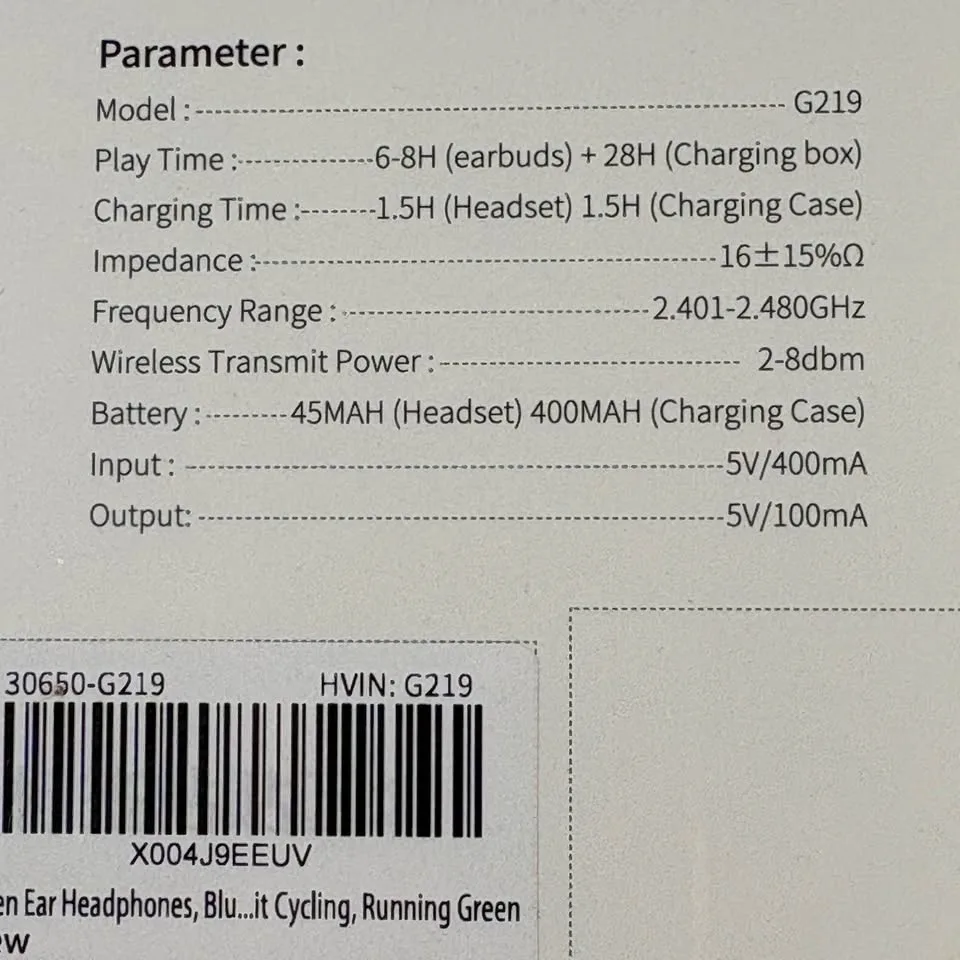 Parameter :
Model : G219
Play Time : 6-8H (earbuds) + 28H (Charging box)
Charging Time : 1.5H (Headset) 1.5H (Charging Case)
Impedance : 16±15%Ω
Frequency Range : 2.401-2.480GHz
Wireless Transmit Power : 2-8dbm
Battery : 45MAH (Headset) 400MAH (Charging Case)
Input : 5V/400mA
Output: 5V/100mA
30650-G219 HVIN: G219
X004J9EEUV
en Ear Headphones, Blu...it Cycling, Running Green
ew